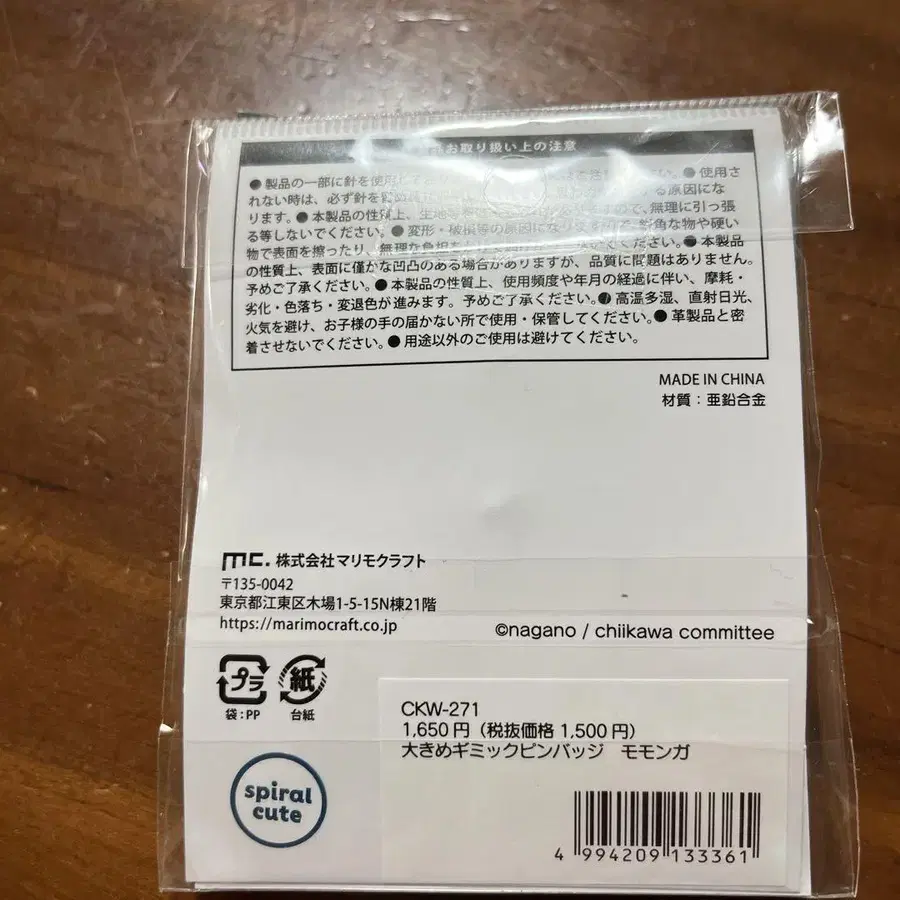 お取り扱い上の注意
●製品の一部に針を使用して ● 使用さ
れない時は、必ず針を る原因にな
ります。● 本製品の性質上、生地等 ますので、無理に引っ張
る等しないでください。● 変形・破損等の原因になり 鋭角な物や硬い
物で表面を擦ったり、無理な負担を ください。● 本製品
の性質上、表面に僅かな凹凸のある場合がありますが、品質に問題はありません。
予めご了承ください。● 本製品の性質上、使用頻度や年月の経過に伴い、摩耗・
劣化・色落ち・変退色が進みます。予めご了承ください。● 高温多湿、直射日光、
火気を避け、お子様の手の届かない所で使用・保管してください。● 革製品と密
着させないでください。● 用途以外のご使用は避けてください。
MADE IN CHINA
材質：亜鉛合金
mc. 株式会社マリモクラフト
〒135-0042
東京都江東区木場1-5-15N棟21階
https://marimocraft.co.jp
©nagano / chiikawa committee
プラ 紙
袋：PP 台紙
CKW-271
1,650円（税抜価格 1,500円）
大きめギミックピンバッジ モモンガ
spiral
cute
4 994209 133361